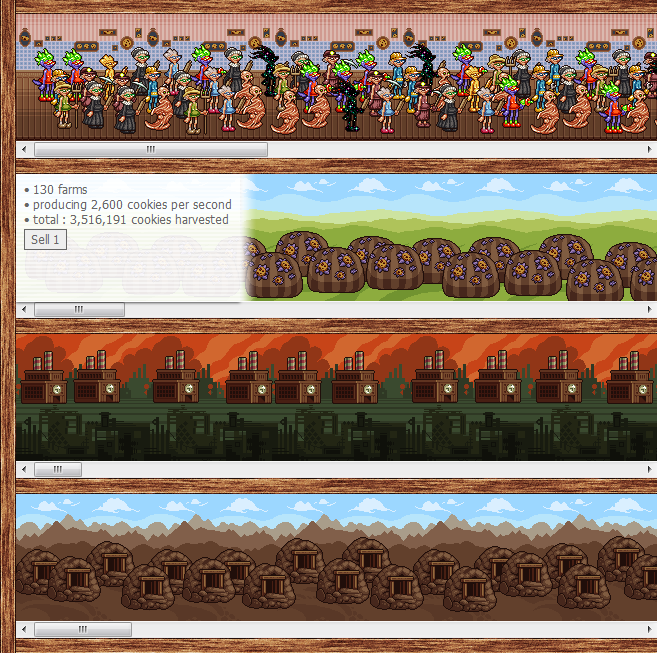 • 130 farms
• producing 2,600 cookies per second
• total : 3,516,191 cookies harvested
Sell 1